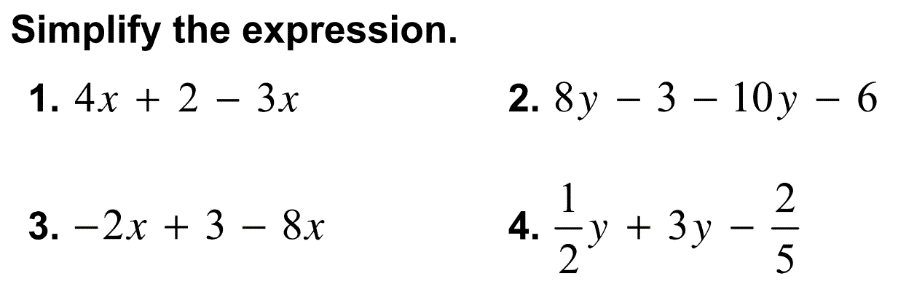 Simplify the expression.
1. 4x + 2 − 3x
2. 8y − 3 − 10y − 6
3. −2x + 3 − 8x
4. 1/2 y + 3y − 2/5